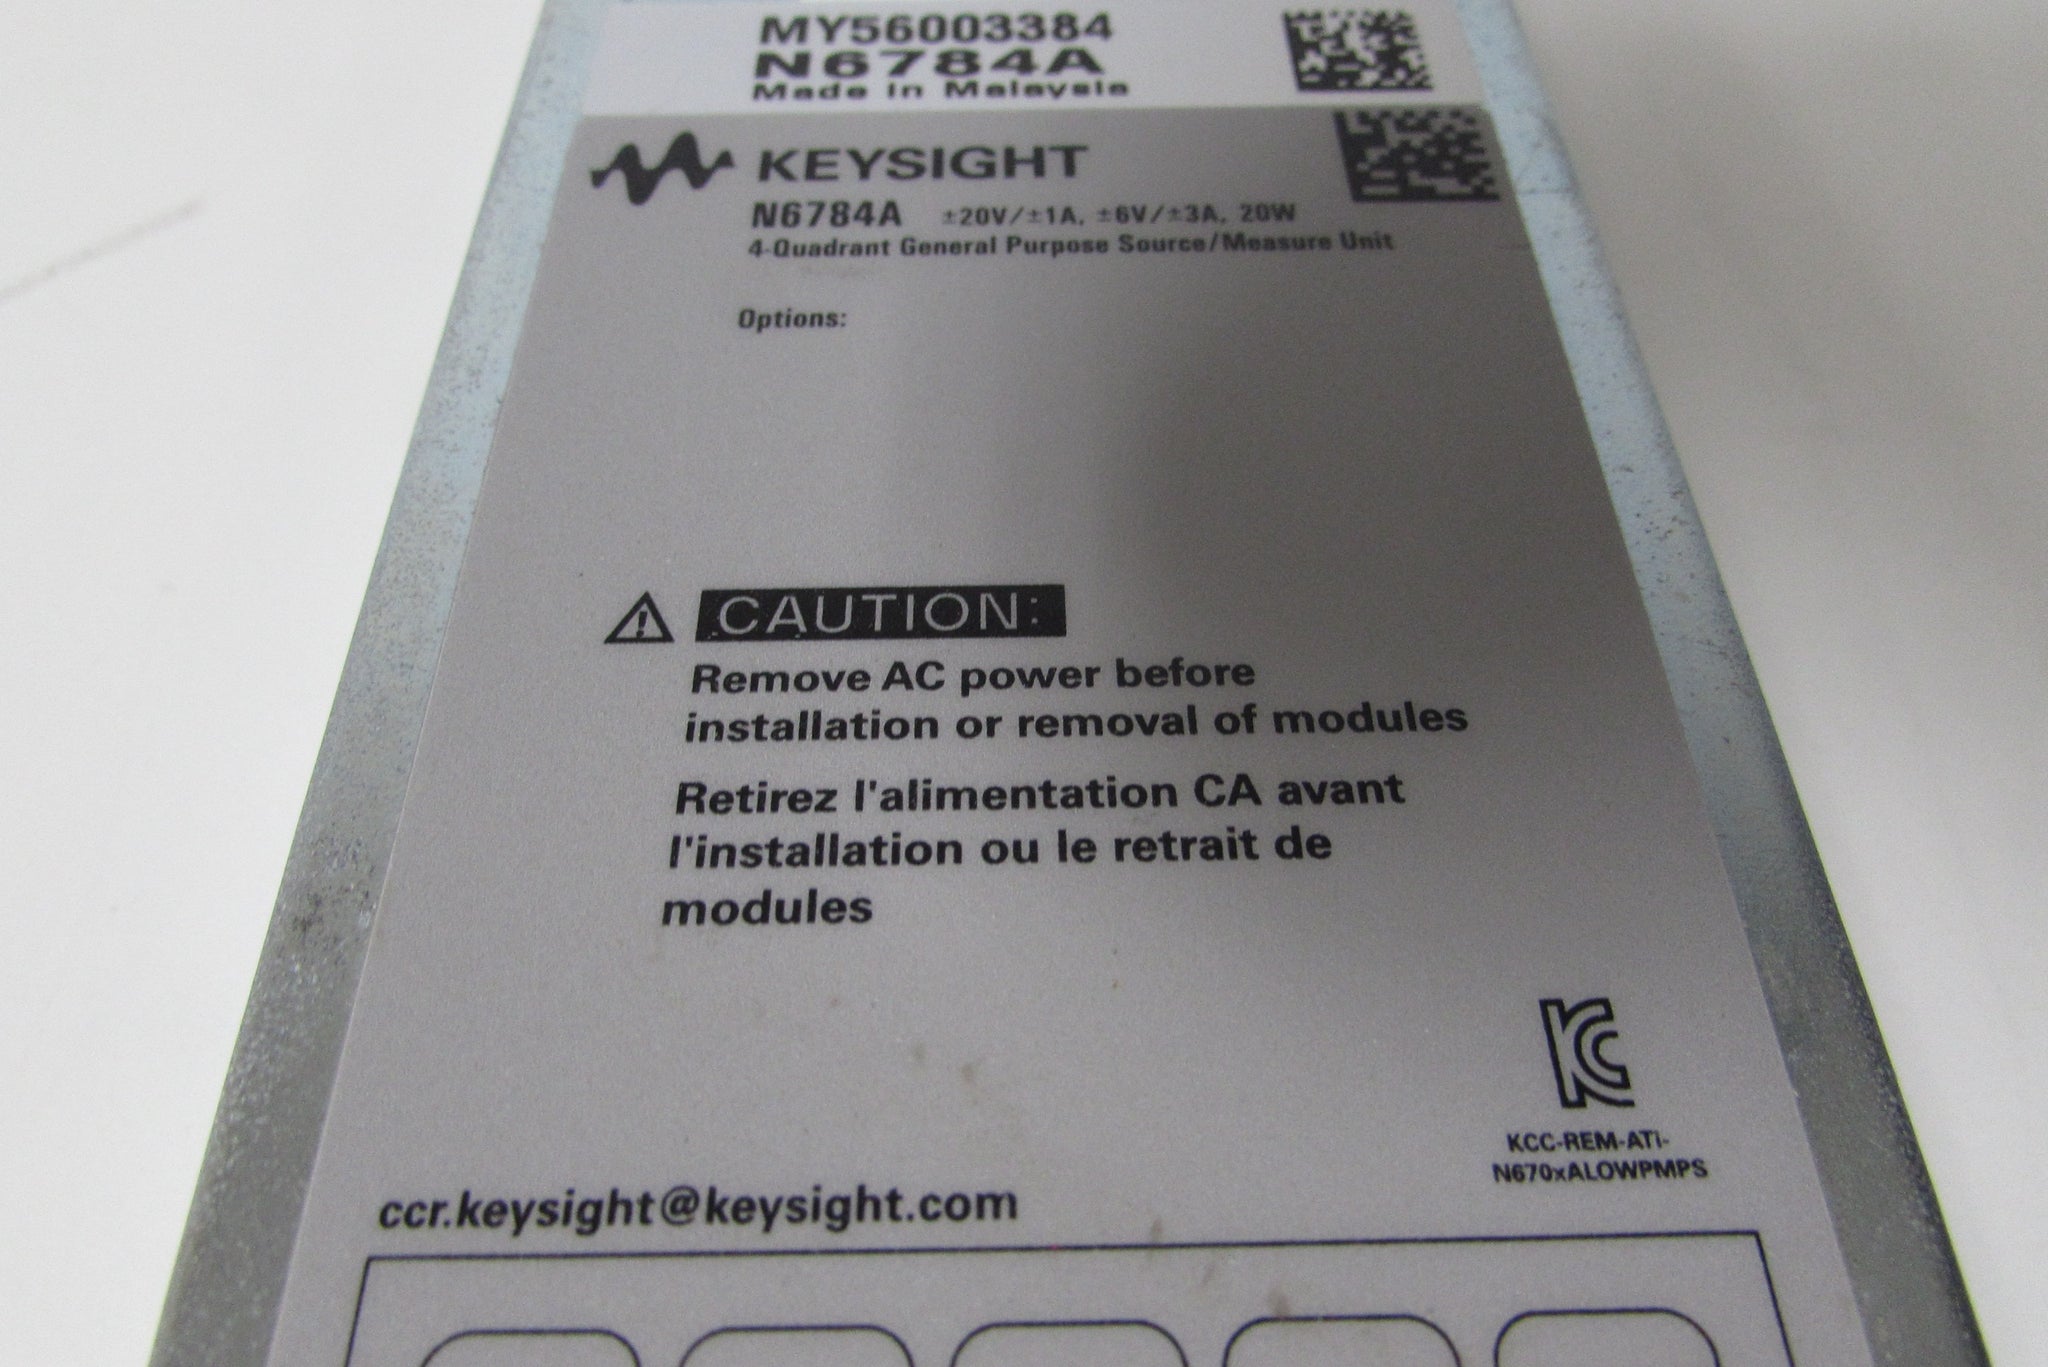 MY56003384
N6784A
Made in Malaysia
KEYSIGHT
N6784A ±20V/±1A, ±6V/±3A, 20W
4-Quadrant General Purpose Source/Measure Unit
Options:
CAUTION:
Remove AC power before
installation or removal of modules
Retirez l'alimentation CA avant
l'installation ou le retrait de
modules
KCC-REM-ATi-
N670xALOWPMPS
ccr.keysight@keysight.com